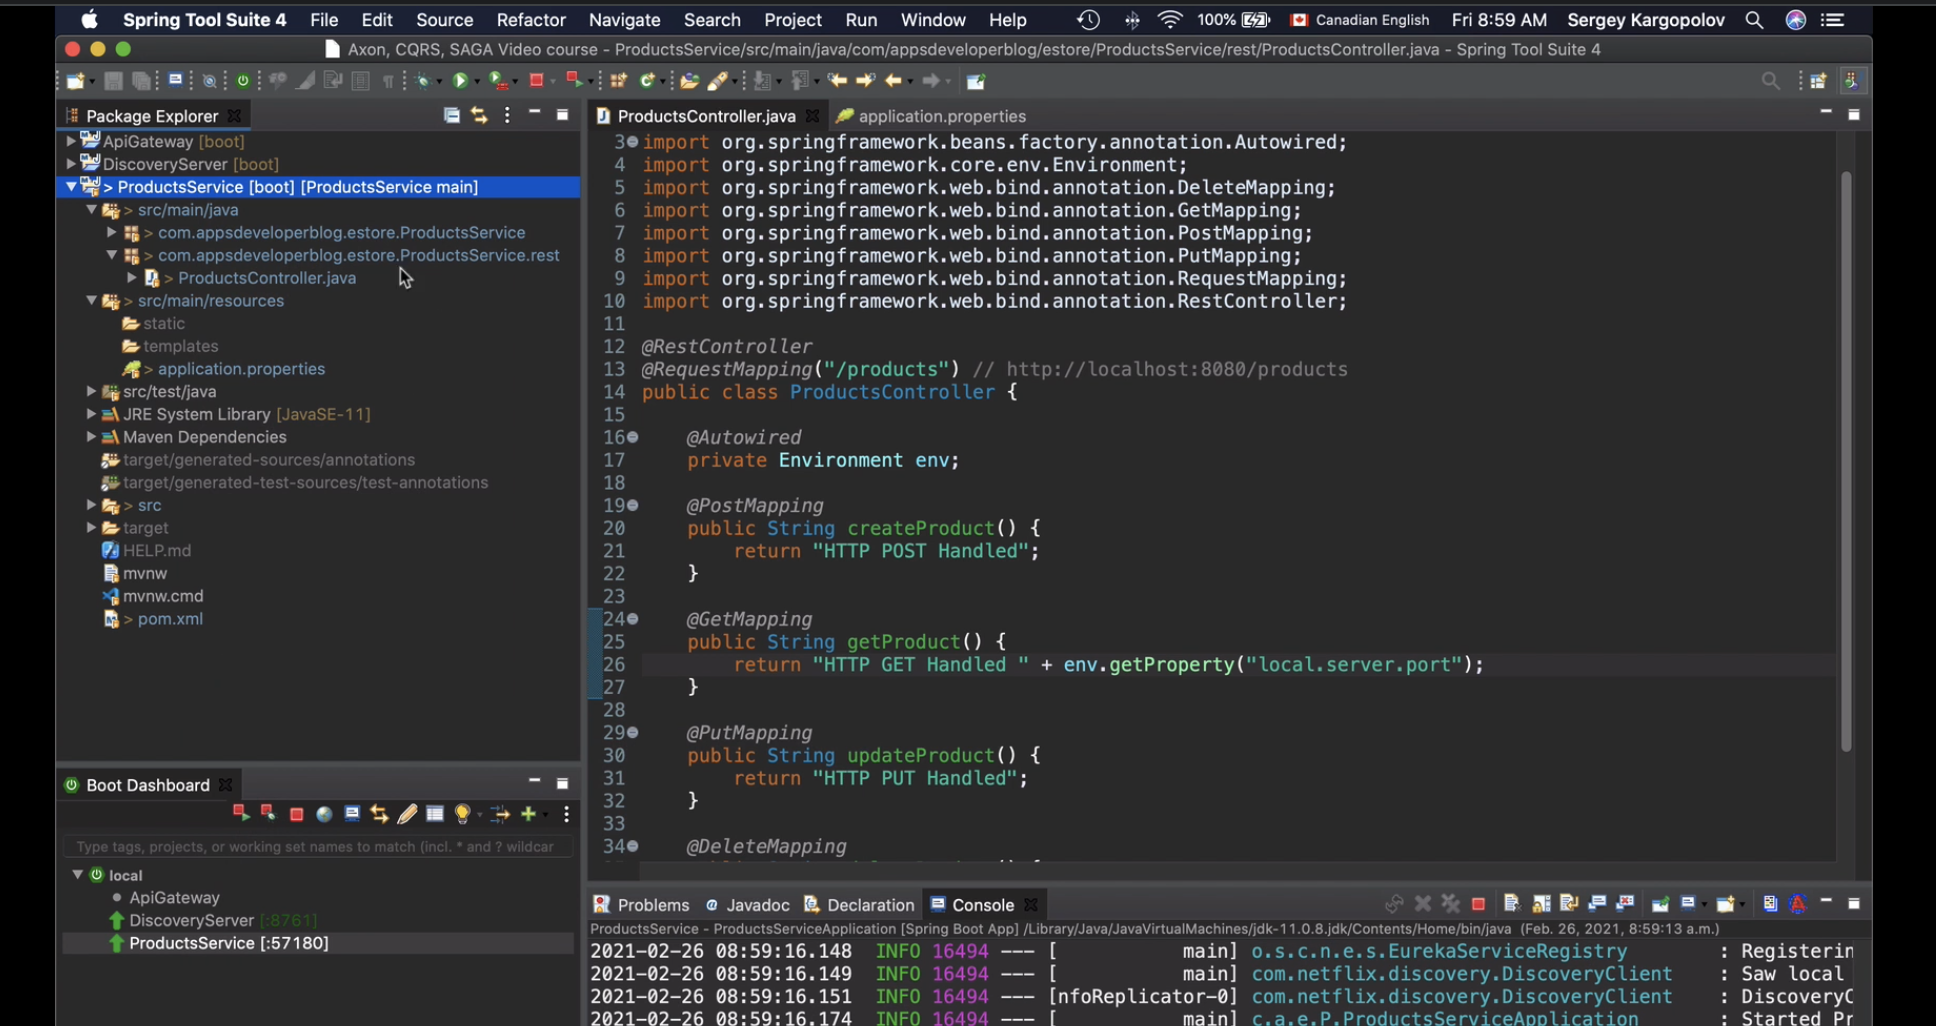 Spring Tool Suite 4 File Edit Source Refactor Navigate Search Project Run Window Help 100% Canadian English Fri 8:59 AM Sergey Kargopolov
Axon, CQRS, SAGA Video course - ProductsService/src/main/java/com/appsdeveloperblog/estore/ProductsService/rest/ProductsController.java - Spring Tool Suite 4
Package Explorer
ApiGateway [boot]
DiscoveryServer [boot]
> ProductsService [boot] [ProductsService main]
> src/main/java
> com.appsdeveloperblog.estore.ProductsService
> com.appsdeveloperblog.estore.ProductsService.rest
> ProductsController.java
> src/main/resources
static
templates
> application.properties
src/test/java
JRE System Library [JavaSE-11]
Maven Dependencies
target/generated-sources/annotations
target/generated-test-sources/test-annotations
> src
target
HELP.md
mvnw
mvnw.cmd
> pom.xml
ProductsController.java application.properties
3 import org.springframework.beans.factory.annotation.Autowired;
4 import org.springframework.core.env.Environment;
5 import org.springframework.web.bind.annotation.DeleteMapping;
6 import org.springframework.web.bind.annotation.GetMapping;
7 import org.springframework.web.bind.annotation.PostMapping;
8 import org.springframework.web.bind.annotation.PutMapping;
9 import org.springframework.web.bind.annotation.RequestMapping;
10 import org.springframework.web.bind.annotation.RestController;
11
12 @RestController
13 @RequestMapping("/products") // http://localhost:8080/products
14 public class ProductsController {
15
16 @Autowired
17 private Environment env;
18
19 @PostMapping
20 public String createProduct() {
21 return "HTTP POST Handled";
22 }
23
24 @GetMapping
25 public String getProduct() {
26 return "HTTP GET Handled " + env.getProperty("local.server.port");
27 }
28
29 @PutMapping
30 public String updateProduct() {
31 return "HTTP PUT Handled";
32 }
33
34 @DeleteMapping
Boot Dashboard
Type tags, projects, or working set names to match (incl. * and ? wildcar
local
ApiGateway
DiscoveryServer [:8761]
ProductsService [:57180]
Problems Javadoc Declaration Console
ProductsService - ProductsServiceApplication [Spring Boot App] /Library/Java/JavaVirtualMachines/jdk-11.0.8.jdk/Contents/Home/bin/java (Feb. 26, 2021, 8:59:13 a.m.)
2021-02-26 08:59:16.148 INFO 16494 --- [ main] o.s.c.n.e.s.EurekaServiceRegistry : Registerin
2021-02-26 08:59:16.149 INFO 16494 --- [ main] com.netflix.discovery.DiscoveryClient : Saw local
2021-02-26 08:59:16.151 INFO 16494 --- [nfoReplicator-0] com.netflix.discovery.DiscoveryClient : DiscoveryC
2021-02-26 08:59:16.174 INFO 16494 --- [ main] c.a.e.P.ProductsServiceApplication : Started Pr